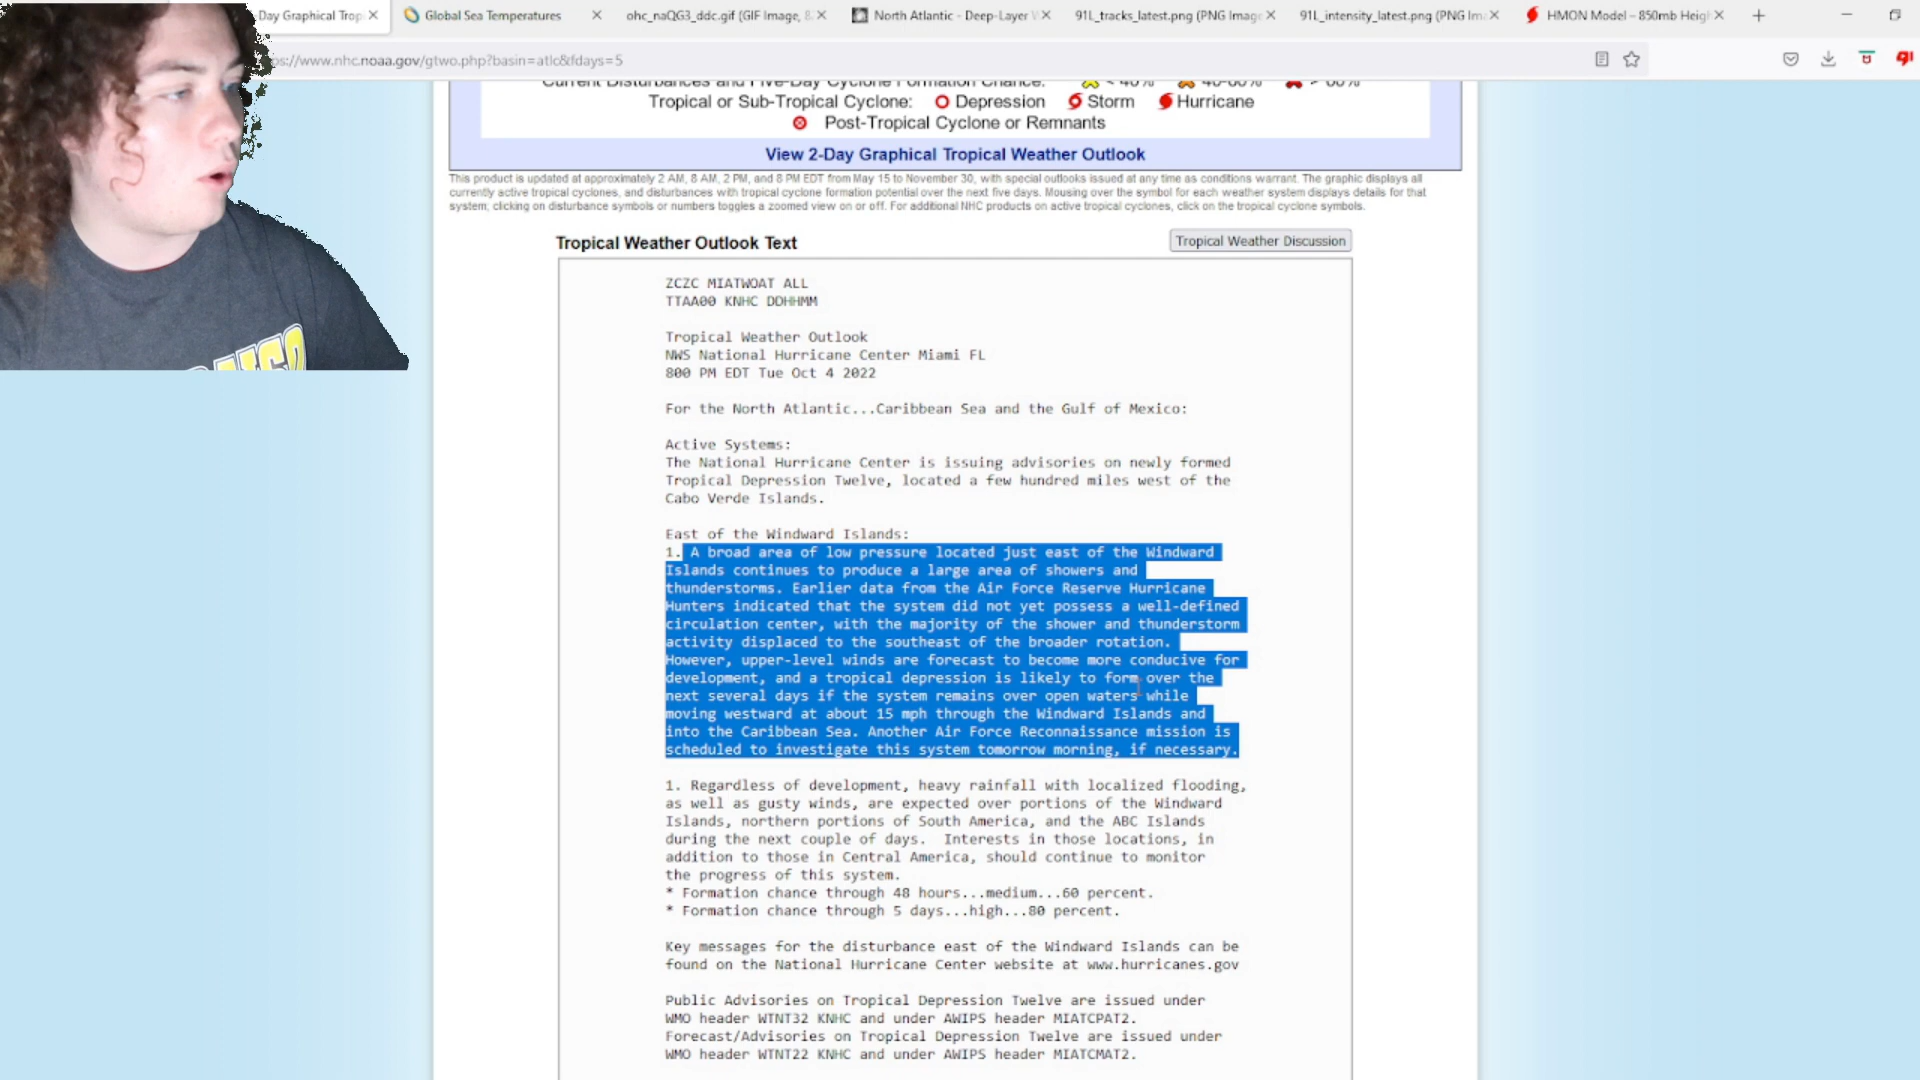 -Day Graphical Trop
Global Sea Temperatures
ohc_naQG3_ddc.gif (GIF Image, 8
North Atlantic - Deep-Layer W
91L_tracks_latest.png (PNG Image
91L_intensity_latest.png (PNG Im
HMON Model – 850mb Heigh
ps://www.nhc.noaa.gov/gtwo.php?basin=atlc&fdays=5
Current Disturbances and Five-Day Cyclone Formation Chance: < 40% 40-60% > 60%
Tropical or Sub-Tropical Cyclone: Depression Storm Hurricane
Post-Tropical Cyclone or Remnants
View 2-Day Graphical Tropical Weather Outlook
This product is updated at approximately 2 AM, 8 AM, 2 PM, and 8 PM EDT from May 15 to November 30, with special outlooks issued at any time as conditions warrant. The graphic displays all
currently active tropical cyclones, and disturbances with tropical cyclone formation potential over the next five days. Mousing over the symbol for each weather system displays details for that
system; clicking on disturbance symbols or numbers toggles a zoomed view on or off. For additional NHC products on active tropical cyclones, click on the tropical cyclone symbols.
Tropical Weather Outlook Text
Tropical Weather Discussion
ZCZC MIATWOAT ALL
TTAA00 KNHC DDHHMM
Tropical Weather Outlook
NWS National Hurricane Center Miami FL
800 PM EDT Tue Oct 4 2022
For the North Atlantic...Caribbean Sea and the Gulf of Mexico:
Active Systems:
The National Hurricane Center is issuing advisories on newly formed
Tropical Depression Twelve, located a few hundred miles west of the
Cabo Verde Islands.
East of the Windward Islands:
1. A broad area of low pressure located just east of the Windward
Islands continues to produce a large area of showers and
thunderstorms. Earlier data from the Air Force Reserve Hurricane
Hunters indicated that the system did not yet possess a well-defined
circulation center, with the majority of the shower and thunderstorm
activity displaced to the southeast of the broader rotation.
However, upper-level winds are forecast to become more conducive for
development, and a tropical depression is likely to form over the
next several days if the system remains over open waters while
moving westward at about 15 mph through the Windward Islands and
into the Caribbean Sea. Another Air Force Reconnaissance mission is
scheduled to investigate this system tomorrow morning, if necessary.
1. Regardless of development, heavy rainfall with localized flooding,
as well as gusty winds, are expected over portions of the Windward
Islands, northern portions of South America, and the ABC Islands
during the next couple of days. Interests in those locations, in
addition to those in Central America, should continue to monitor
the progress of this system.
* Formation chance through 48 hours...medium...60 percent.
* Formation chance through 5 days...high...80 percent.
Key messages for the disturbance east of the Windward Islands can be
found on the National Hurricane Center website at www.hurricanes.gov
Public Advisories on Tropical Depression Twelve are issued under
WMO header WTNT32 KNHC and under AWIPS header MIATCPAT2.
Forecast/Advisories on Tropical Depression Twelve are issued under
WMO header WTNT22 KNHC and under AWIPS header MIATCMAT2.